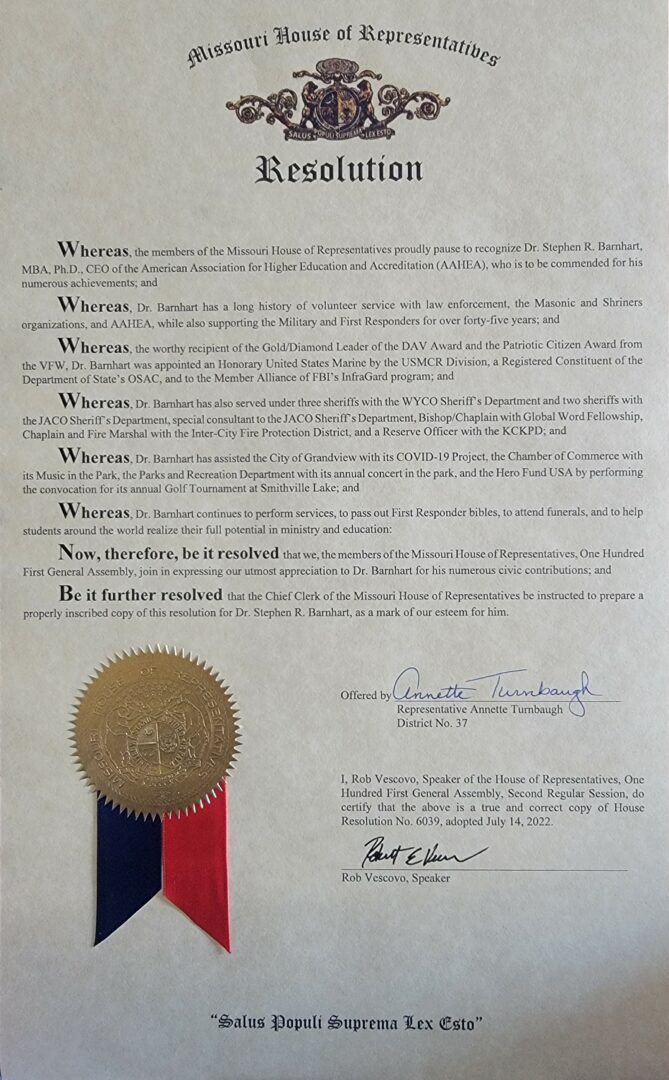 Missouri House of Representatives
SALUS POPULI SUPREMA LEX ESTO
Resolution
Whereas, the members of the Missouri House of Representatives proudly pause to recognize Dr. Stephen R. Barnhart,
MBA, Ph.D., CEO of the American Association for Higher Education and Accreditation (AAHEA), who is to be commended for his
numerous achievements; and
Whereas, Dr. Barnhart has a long history of volunteer service with law enforcement, the Masonic and Shriners
organizations, and AAHEA, while also supporting the Military and First Responders for over forty-five years; and
Whereas, the worthy recipient of the Gold/Diamond Leader of the DAV Award and the Patriotic Citizen Award from
the VFW, Dr. Barnhart was appointed an Honorary United States Marine by the USMCR Division, a Registered Constituent of the
Department of State's OSAC, and to the Member Alliance of FBI's InfraGard program; and
Whereas, Dr. Barnhart has also served under three sheriffs with the WYCO Sheriff's Department and two sheriffs with
the JACO Sheriff's Department, special consultant to the JACO Sheriff's Department, Bishop/Chaplain with Global Word Fellowship,
Chaplain and Fire Marshal with the Inter-City Fire Protection District, and a Reserve Officer with the KCKPD; and
Whereas, Dr. Barnhart has assisted the City of Grandview with its COVID-19 Project, the Chamber of Commerce with
its Music in the Park, the Parks and Recreation Department with its annual concert in the park, and the Hero Fund USA by performing
the convocation for its annual Golf Tournament at Smithville Lake; and
Whereas, Dr. Barnhart continues to perform services, to pass out First Responder bibles, to attend funerals, and to help
students around the world realize their full potential in ministry and education:
Now, therefore, be it resolved that we, the members of the Missouri House of Representatives, One Hundred
First General Assembly, join in expressing our utmost appreciation to Dr. Barnhart for his numerous civic contributions; and
Be it further resolved that the Chief Clerk of the Missouri House of Representatives be instructed to prepare a
properly inscribed copy of this resolution for Dr. Stephen R. Barnhart, as a mark of our esteem for him.
MISSOURI HOUSE OF REPRESENTATIVES
Offered by Annette Turnbaugh
Representative Annette Turnbaugh
District No. 37
I, Rob Vescovo, Speaker of the House of Representatives, One
Hundred First General Assembly, Second Regular Session, do
certify that the above is a true and correct copy of House
Resolution No. 6039, adopted July 14, 2022.
Rob Vescovo, Speaker
"Salus Populi Suprema Lex Esto"